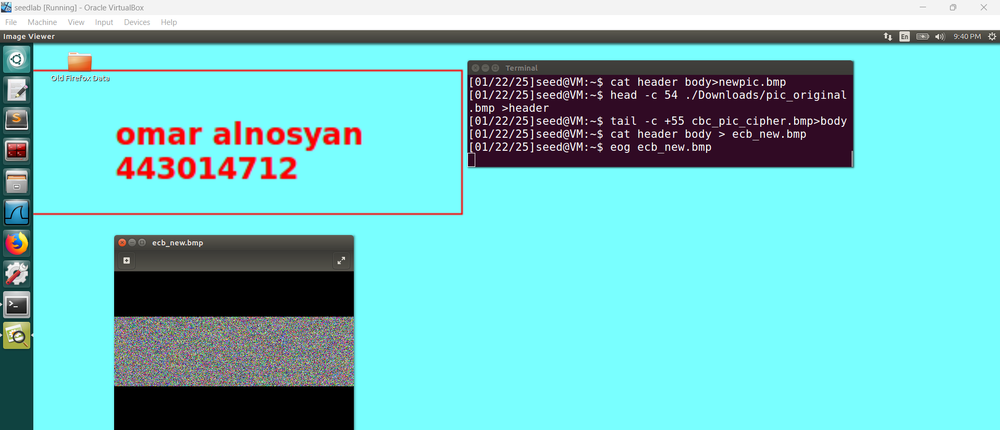 seedlab [Running] - Oracle VirtualBox
File Machine View Input Devices Help
Image Viewer
En
9:40 PM
Old Firefox Data
omar alnosyan
443014712
Terminal
[01/22/25]seed@VM:~$ cat header body>newpic.bmp
[01/22/25]seed@VM:~$ head -c 54 ./Downloads/pic_original
.bmp >header
[01/22/25]seed@VM:~$ tail -c +55 cbc_pic_cipher.bmp>body
[01/22/25]seed@VM:~$ cat header body > ecb_new.bmp
[01/22/25]seed@VM:~$ eog ecb_new.bmp
ecb_new.bmp